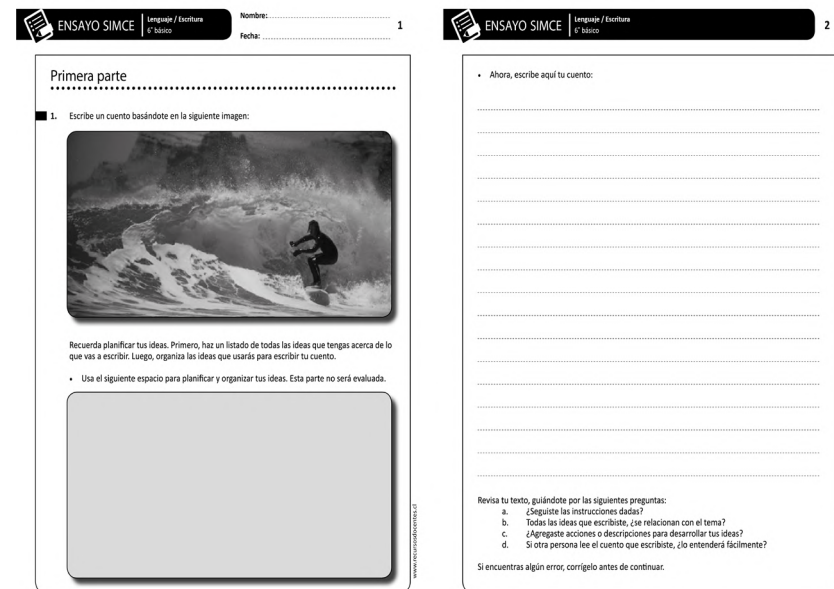 ENSAYO SIMCE
Lenguaje / Escritura
6° básico
Nombre:
Fecha:
1
Primera parte
1. Escribe un cuento basándote en la siguiente imagen:
Recuerda planificar tus ideas. Primero, haz un listado de todas las ideas que tengas acerca de lo
que vas a escribir. Luego, organiza las ideas que usarás para escribir tu cuento.
• Usa el siguiente espacio para planificar y organizar tus ideas. Esta parte no será evaluada.
www.recursosdocentes.cl
ENSAYO SIMCE
Lenguaje / Escritura
6° básico
2
• Ahora, escribe aquí tu cuento:
Revisa tu texto, guiándote por las siguientes preguntas:
a. ¿Seguiste las instrucciones dadas?
b. Todas las ideas que escribiste, ¿se relacionan con el tema?
c. ¿Agregaste acciones o descripciones para desarrollar tus ideas?
d. Si otra persona lee el cuento que escribiste, ¿lo entenderá fácilmente?
Si encuentras algún error, corrígelo antes de continuar.